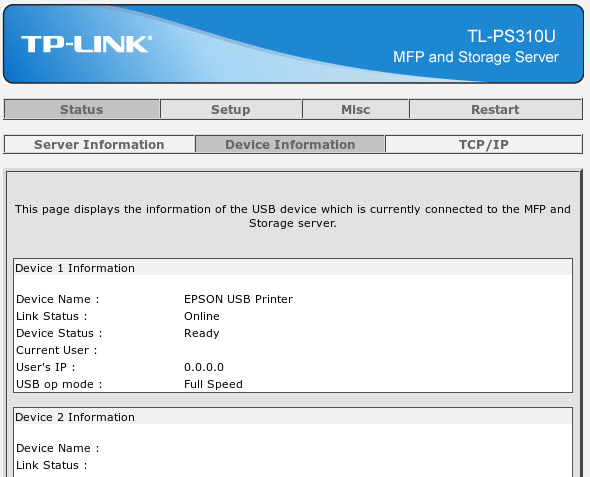 TP-LINK
TL-PS310U
MFP and Storage Server
Status Setup Misc Restart
Server Information Device Information TCP/IP
This page displays the information of the USB device which is currently connected to the MFP and
Storage server.
Device 1 Information
Device Name : EPSON USB Printer
Link Status : Online
Device Status : Ready
Current User :
User's IP : 0.0.0.0
USB op mode : Full Speed
Device 2 Information
Device Name :
Link Status :